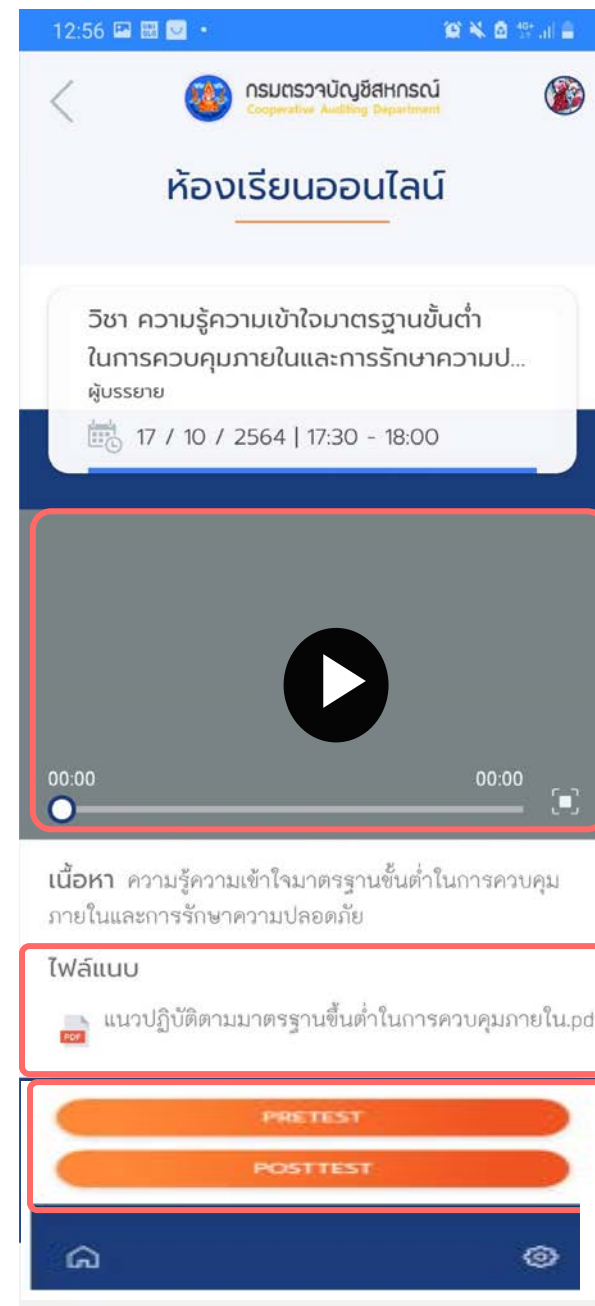 12:56
กรมตรวจบัญชีสหกรณ์
Cooperative Auditing Department
ห้องเรียนออนไลน์
วิชา ความรู้ความเข้าใจมาตรฐานขั้นต่ำ
ในการควบคุมภายในและการรักษาความป...
ผู้บรรยาย
17 / 10 / 2564 | 17:30 - 18:00
00:00 00:00
เนื้อหา ความรู้ความเข้าใจมาตรฐานขั้นต่ำในการควบคุม
ภายในและการรักษาความปลอดภัย
ไฟล์แนบ
PDF แนวปฏิบัติตามมาตรฐานขึ้นต่ำในการควบคุมภายใน.pd
PRETEST
POSTTEST